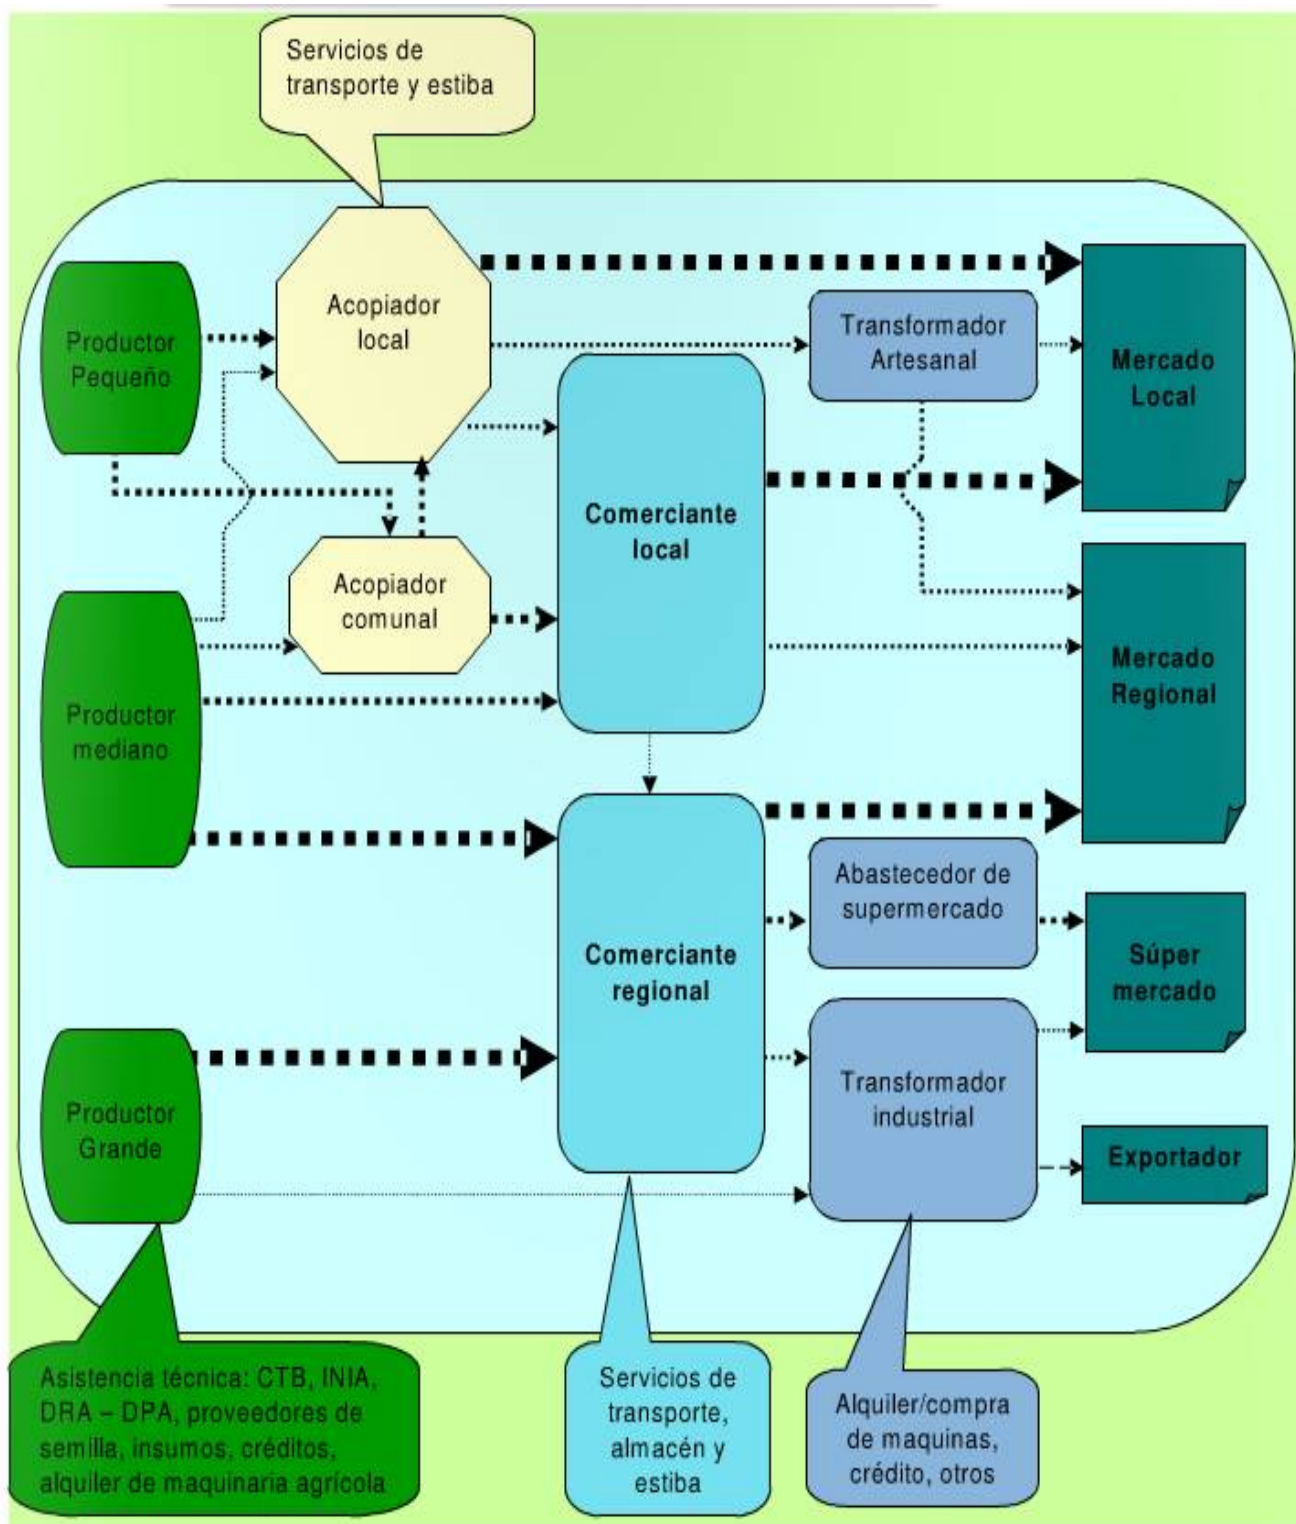 Servicios de
transporte y estiba
Acopiador
local
Productor
Pequeño
Transformador
Artesanal
Mercado
Local
Comerciante
local
Acopiador
comunal
Mercado
Regional
Productor
mediano
Abastecedor de
supermercado
Comerciante
regional
Súper
mercado
Transformador
industrial
Productor
Grande
Exportador
Asistencia técnica: CTB, INIA,
DRA – DPA, proveedores de
semilla, insumos, créditos,
alquiler de maquinaria agrícola
Servicios de
transporte,
almacén y
estiba
Alquiler/compra
de maquinas,
crédito, otros